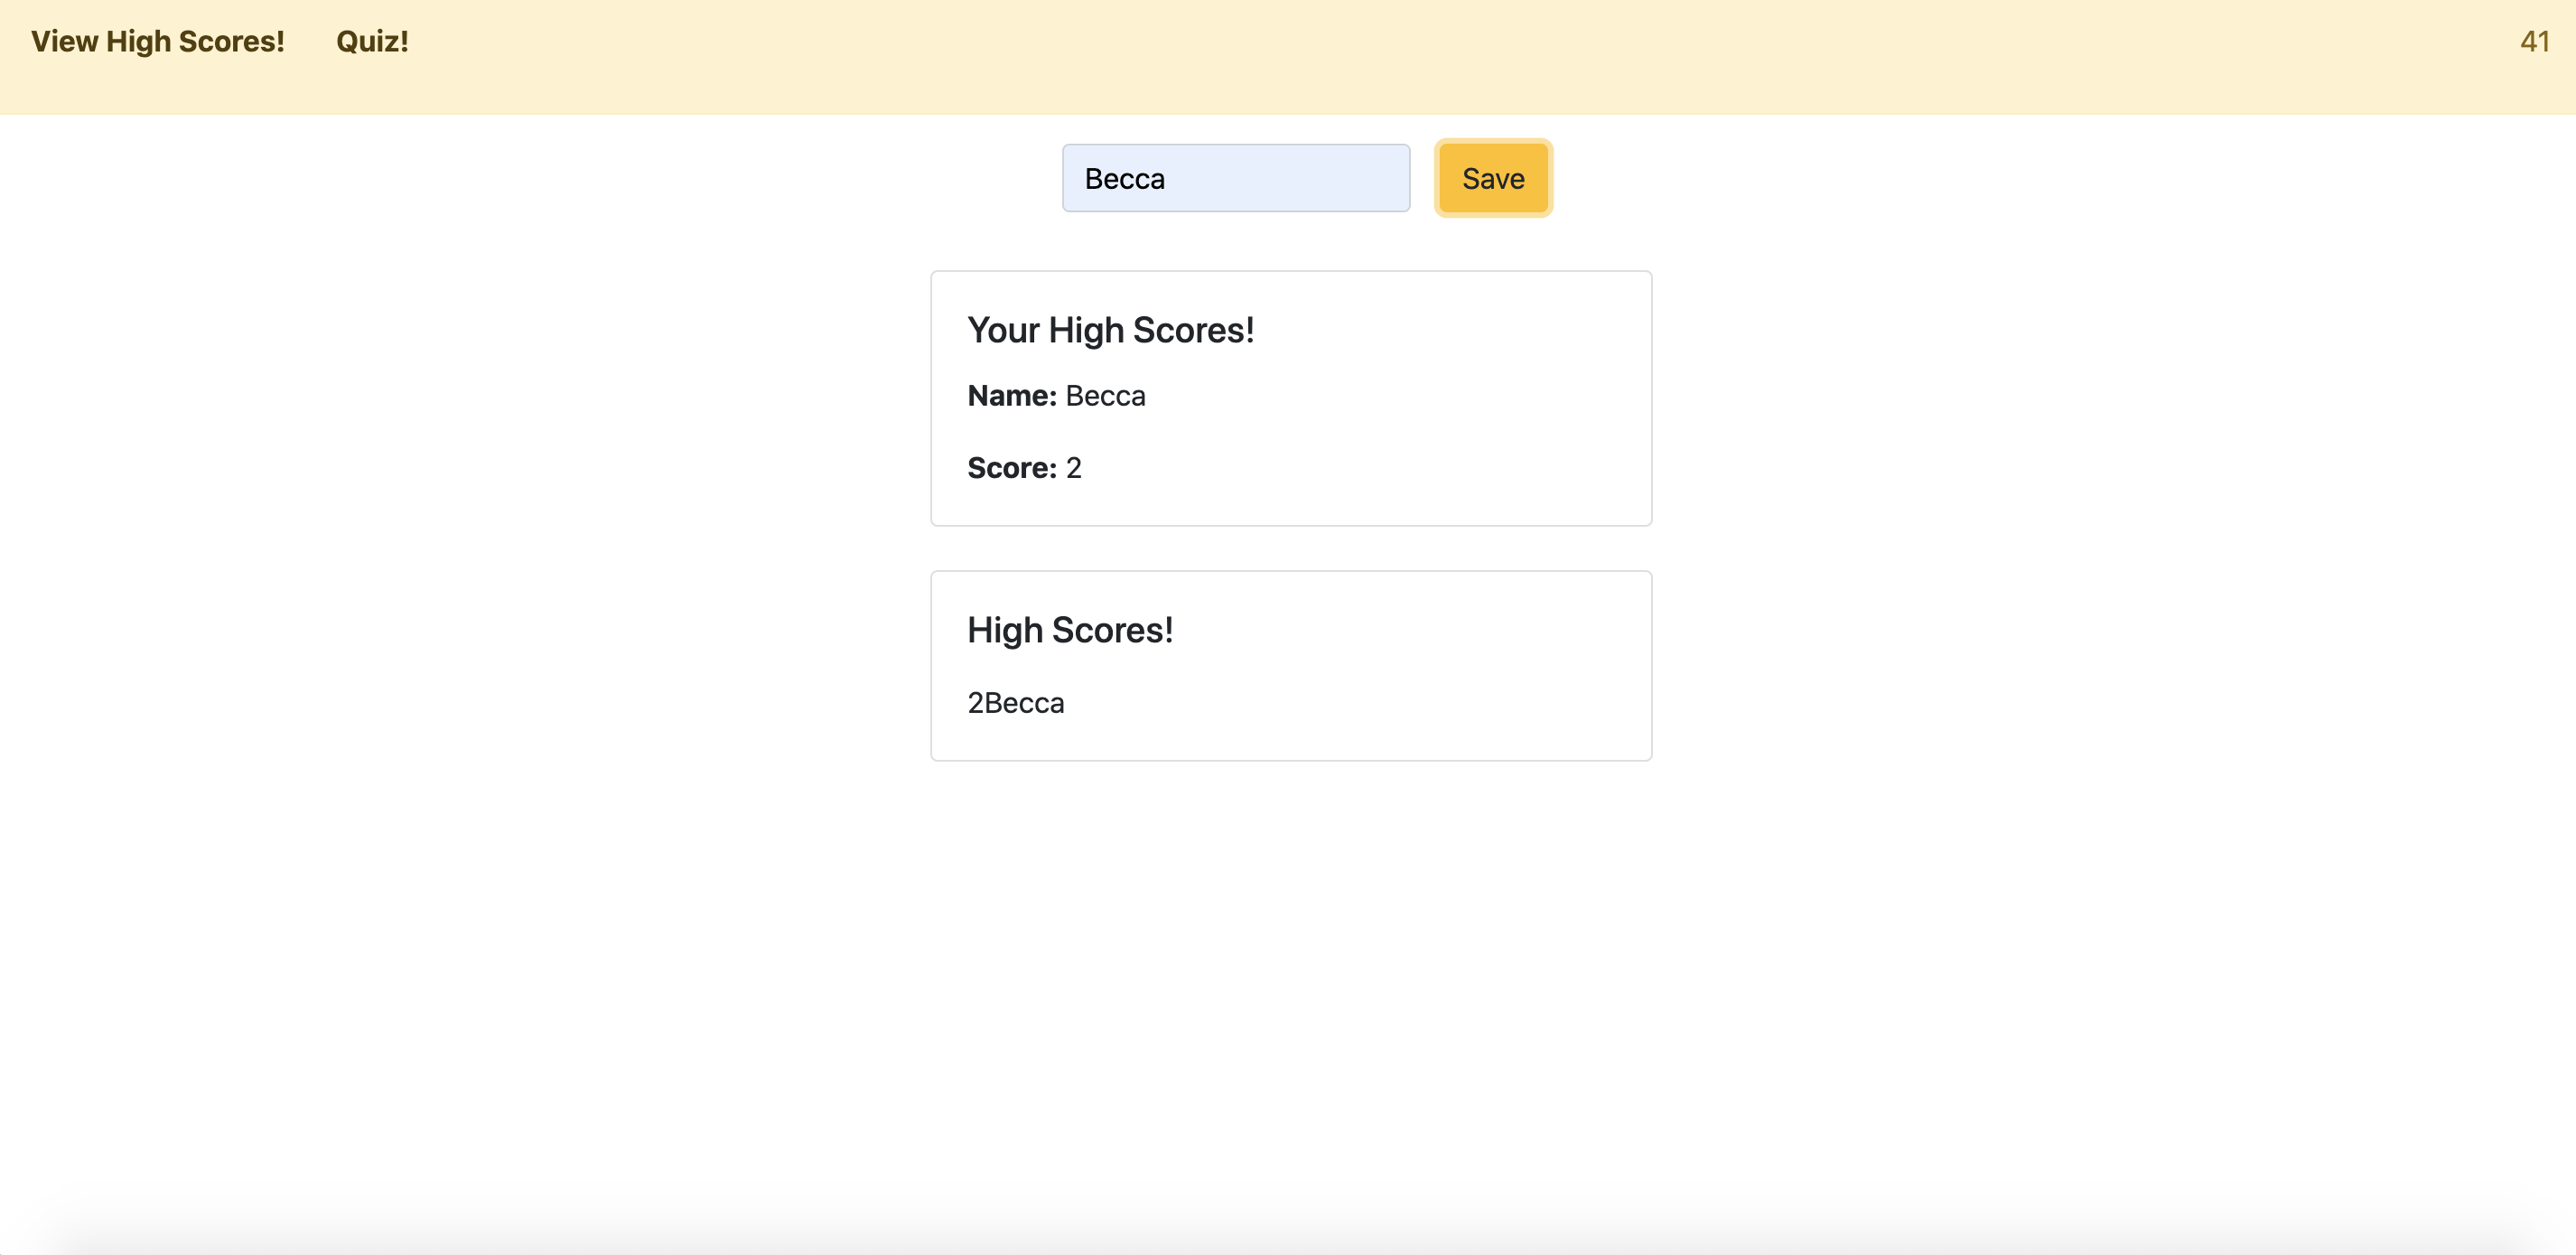 View High Scores! Quiz! 41
Becca Save
Your High Scores!
Name: Becca
Score: 2
High Scores!
2Becca